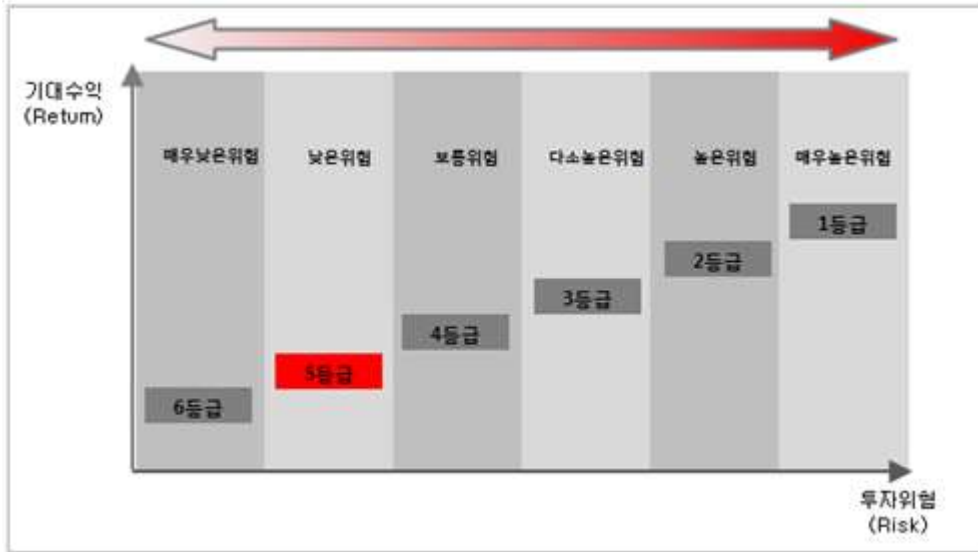 기대수익
(Return)
매우낮은위험 낮은위험 보통위험 다소높은위험 높은위험 매우높은위험
1등급
2등급
3등급
4등급
5등급
6등급
투자위험
(Risk)